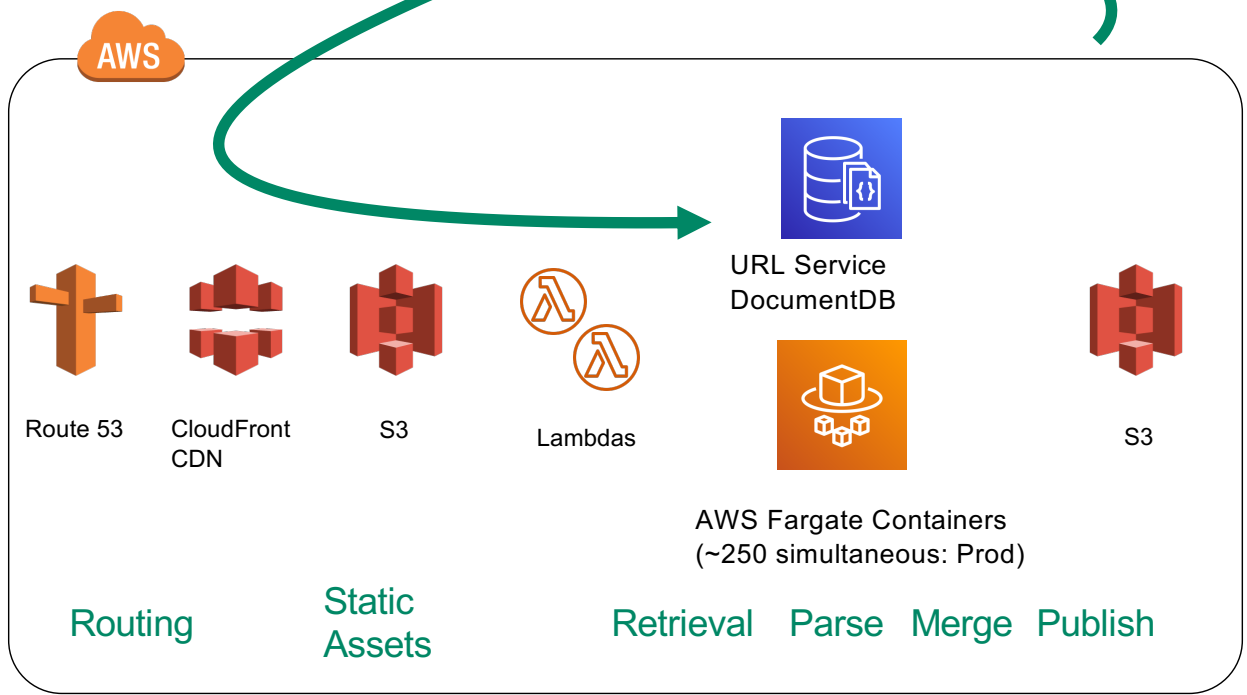 AWS
URL Service
DocumentDB
Route 53
CloudFront
CDN
S3
Lambdas
S3
AWS Fargate Containers
(~250 simultaneous: Prod)
Routing
Static
Assets
Retrieval Parse Merge Publish